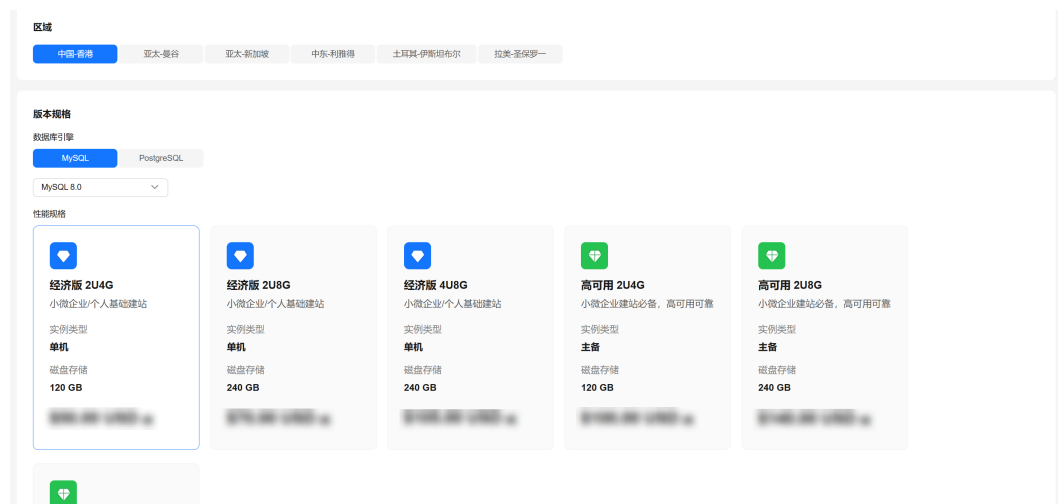 区域
中国-香港 亚太-曼谷 亚太-新加坡 中东-利雅得 土耳其-伊斯坦布尔 拉美-圣保罗一
版本规格
数据库引擎
MySQL PostgreSQL
MySQL 8.0
性能规格
经济版 2U4G
小微企业/个人基础建站
实例类型
单机
磁盘存储
120 GB
经济版 2U8G
小微企业/个人基础建站
实例类型
单机
磁盘存储
240 GB
经济版 4U8G
小微企业/个人基础建站
实例类型
单机
磁盘存储
240 GB
高可用 2U4G
小微企业建站必备，高可用可靠
实例类型
主备
磁盘存储
120 GB
高可用 2U8G
小微企业建站必备，高可用可靠
实例类型
主备
磁盘存储
240 GB